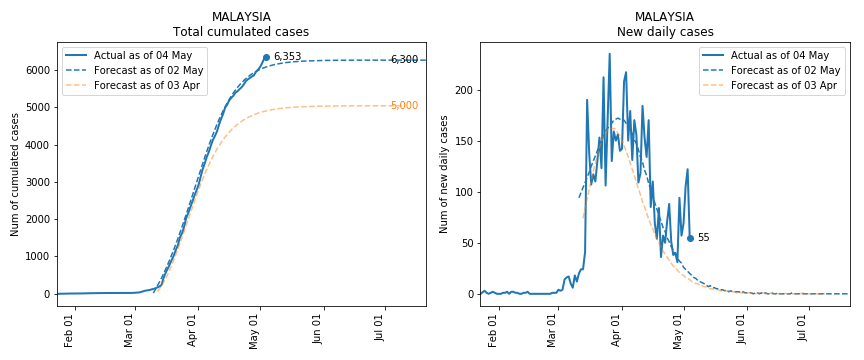 MALAYSIA
Total cumulated cases
Actual as of 04 May
Forecast as of 02 May
Forecast as of 03 Apr
6,353
6,300
5,000
Num of cumulated cases
6000
5000
4000
3000
2000
1000
0
Feb 01
Mar 01
Apr 01
May 01
Jun 01
Jul 01
MALAYSIA
New daily cases
Actual as of 04 May
Forecast as of 02 May
Forecast as of 03 Apr
55
Num of new daily cases
200
150
100
50
0
Feb 01
Mar 01
Apr 01
May 01
Jun 01
Jul 01